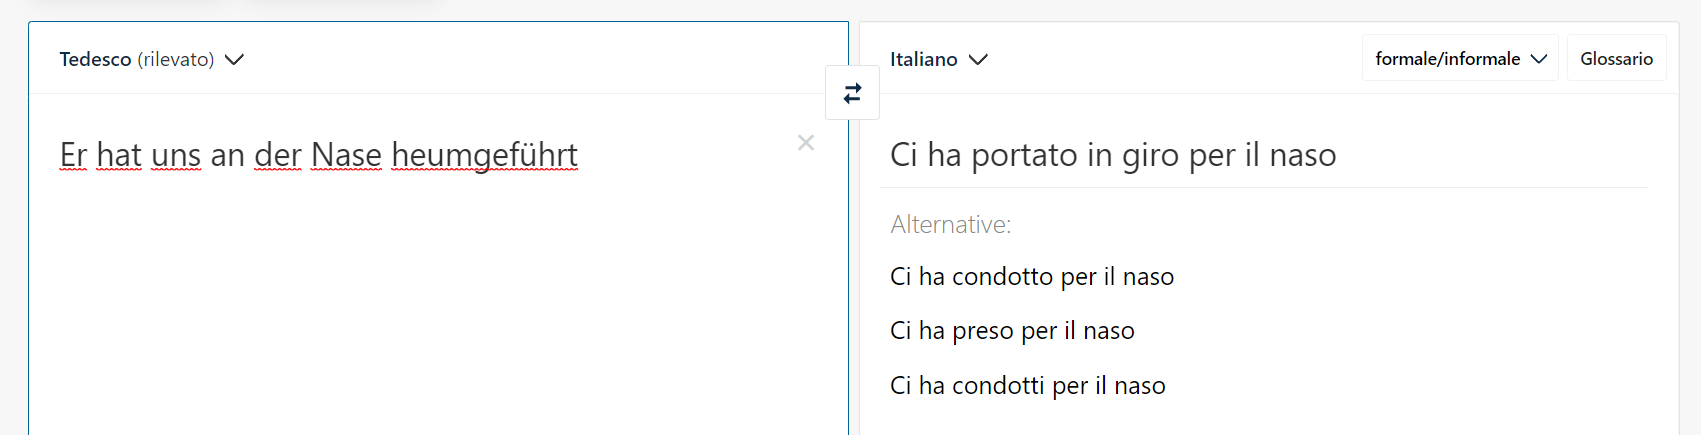 Tedesco (rilevato)
Italiano
formale/informale
Glossario
Er hat uns an der Nase heumgeführt
Ci ha portato in giro per il naso
Alternative:
Ci ha condotto per il naso
Ci ha preso per il naso
Ci ha condotti per il naso